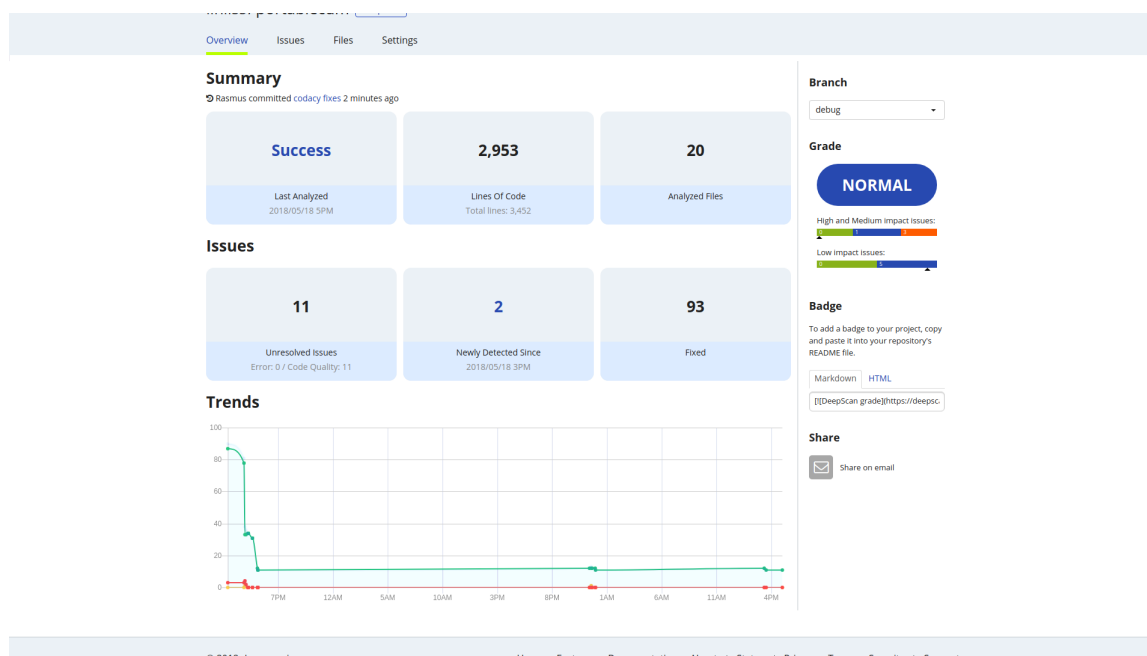 Overview Issues Files Settings
Summary
Rasmus committed codacy fixes 2 minutes ago
Success
Last Analyzed
2018/05/18 5PM
2,953
Lines Of Code
Total lines: 3,452
20
Analyzed Files
Issues
11
Unresolved Issues
Error: 0 / Code Quality: 11
2
Newly Detected Since
2018/05/18 3PM
93
Fixed
Trends
100
80
60
40
20
0
7PM 12AM 5AM 10AM 3PM 8PM 1AM 6AM 11AM 4PM
Branch
debug
Grade
NORMAL
High and Medium impact issues:
1
Low impact issues:
5
Badge
To add a badge to your project, copy
and paste it into your repository's
README file.
Markdown HTML
[![DeepScan grade](https://deepsc
Share
Share on email